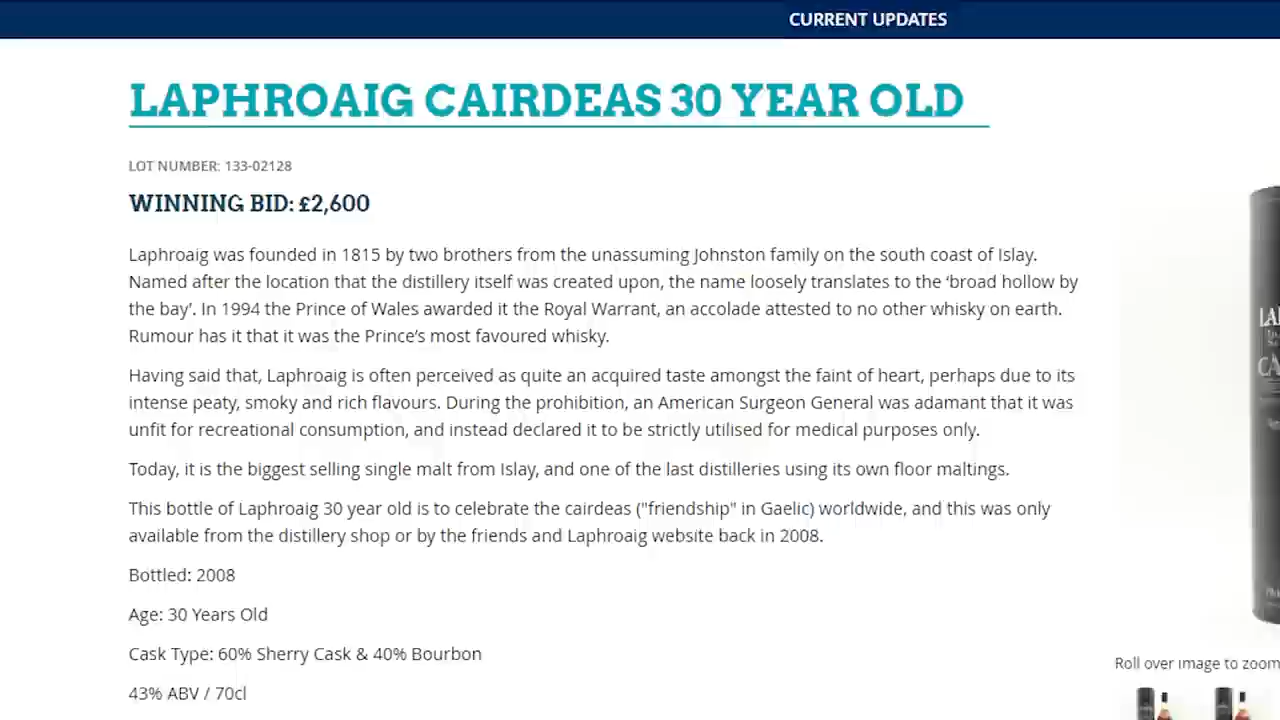 CURRENT UPDATES
LAPHROAIG CAIRDEAS 30 YEAR OLD
LOT NUMBER: 133-02128
WINNING BID: £2,600
Laphroaig was founded in 1815 by two brothers from the unassuming Johnston family on the south coast of Islay.
Named after the location that the distillery itself was created upon, the name loosely translates to the ‘broad hollow by
the bay’. In 1994 the Prince of Wales awarded it the Royal Warrant, an accolade attested to no other whisky on earth.
Rumour has it that it was the Prince’s most favoured whisky.
Having said that, Laphroaig is often perceived as quite an acquired taste amongst the faint of heart, perhaps due to its
intense peaty, smoky and rich flavours. During the prohibition, an American Surgeon General was adamant that it was
unfit for recreational consumption, and instead declared it to be strictly utilised for medical purposes only.
Today, it is the biggest selling single malt from Islay, and one of the last distilleries using its own floor maltings.
This bottle of Laphroaig 30 year old is to celebrate the cairdeas ("friendship" in Gaelic) worldwide, and this was only
available from the distillery shop or by the friends and Laphroaig website back in 2008.
Bottled: 2008
Age: 30 Years Old
Cask Type: 60% Sherry Cask & 40% Bourbon
43% ABV / 70cl
Roll over image to zoom